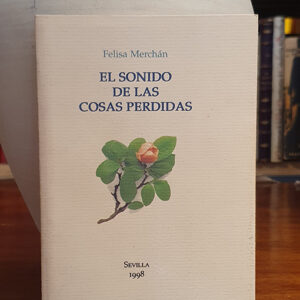 Felisa Merchán
EL SONIDO
DE LAS
COSAS PERDIDAS
SEVILLA
1998